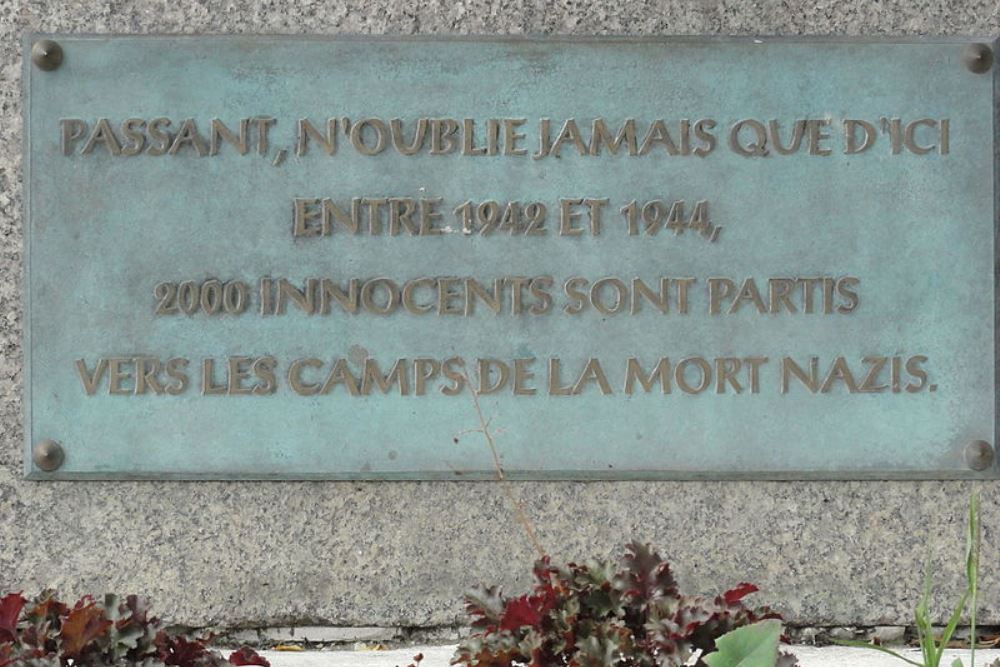 PASSANT, N'OUBLIE JAMAIS QUE D'ICI
ENTRE 1942 ET 1944,
2000 INNOCENTS SONT PARTIS
VERS LES CAMPS DE LA MORT NAZIS.